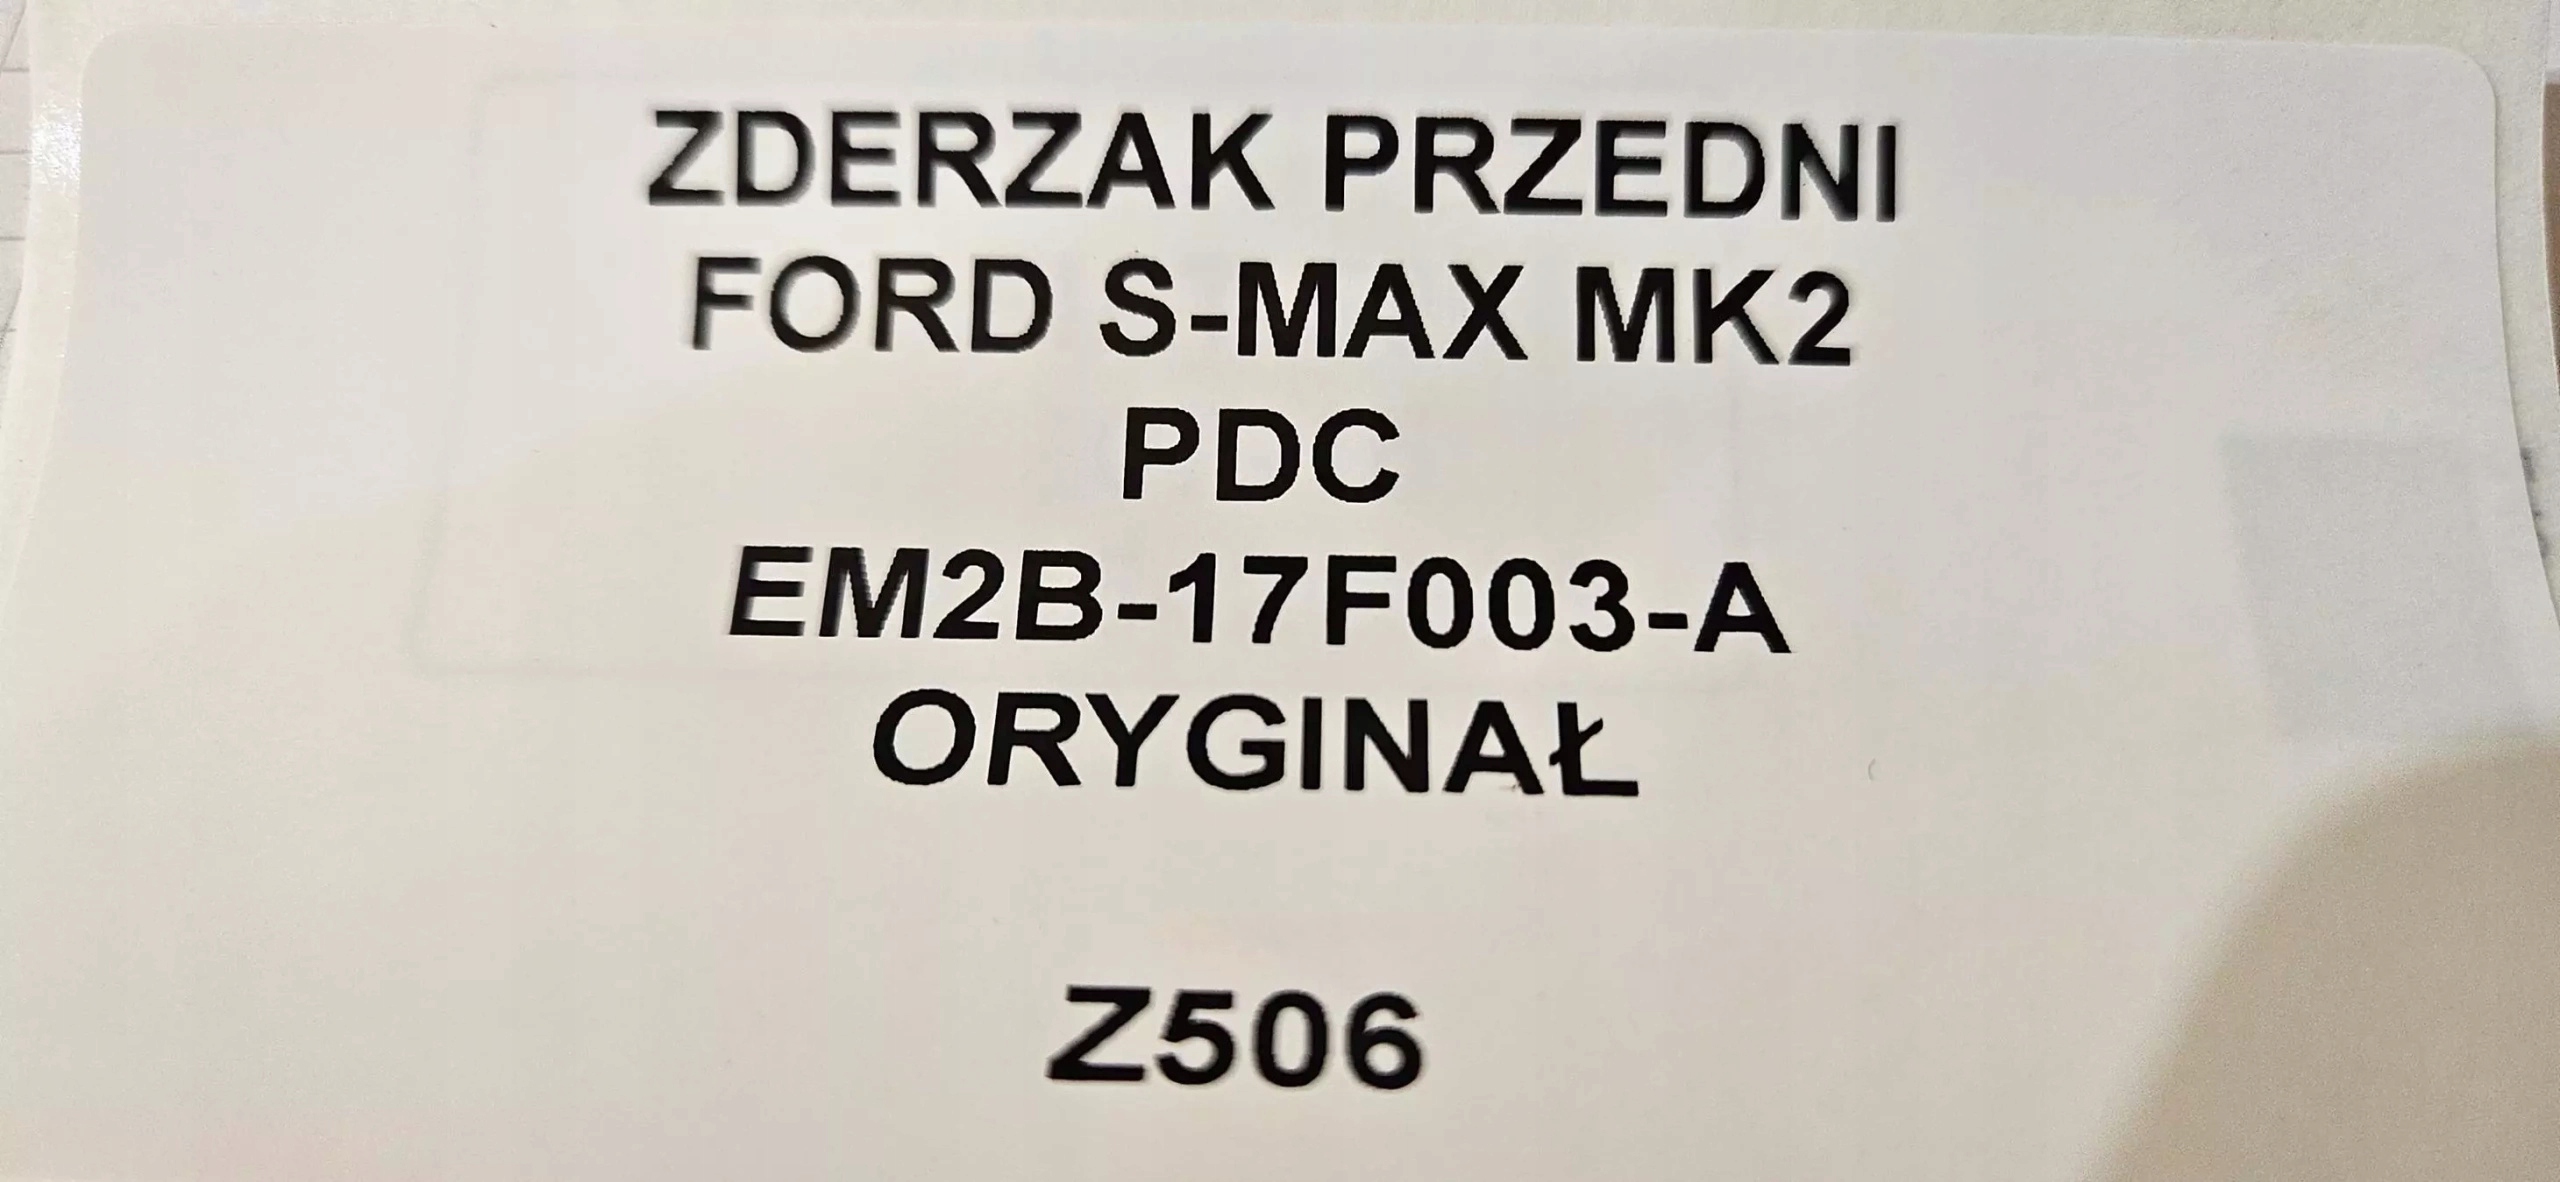 ZDERZAK PRZEDNI
FORD S-MAX MK2
PDC
EM2B-17F003-A
ORYGINAŁ
Z506